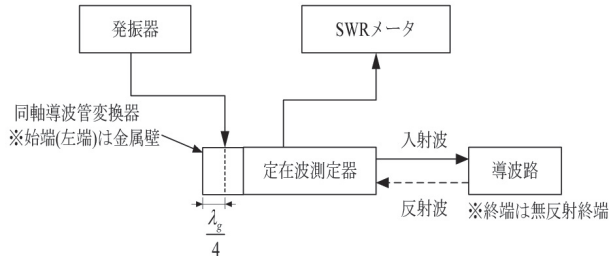 発振器
SWRメータ
同軸導波管変換器
※始端(左端)は金属壁
定在波測定器
入射波
反射波
導波路
※終端は無反射終端
λg
4